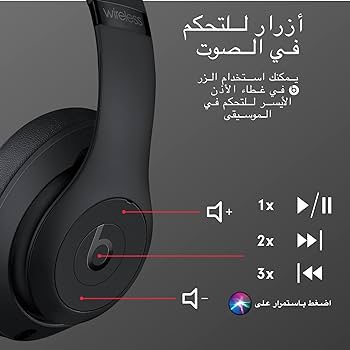 أزرار للتحكم
في الصوت
يمكنك استخدام الزر
b في غطاء الأذن
الأيسر للتحكم في
الموسيقى
wireless
+
1x
2x
3x
-
اضغط باستمرار على